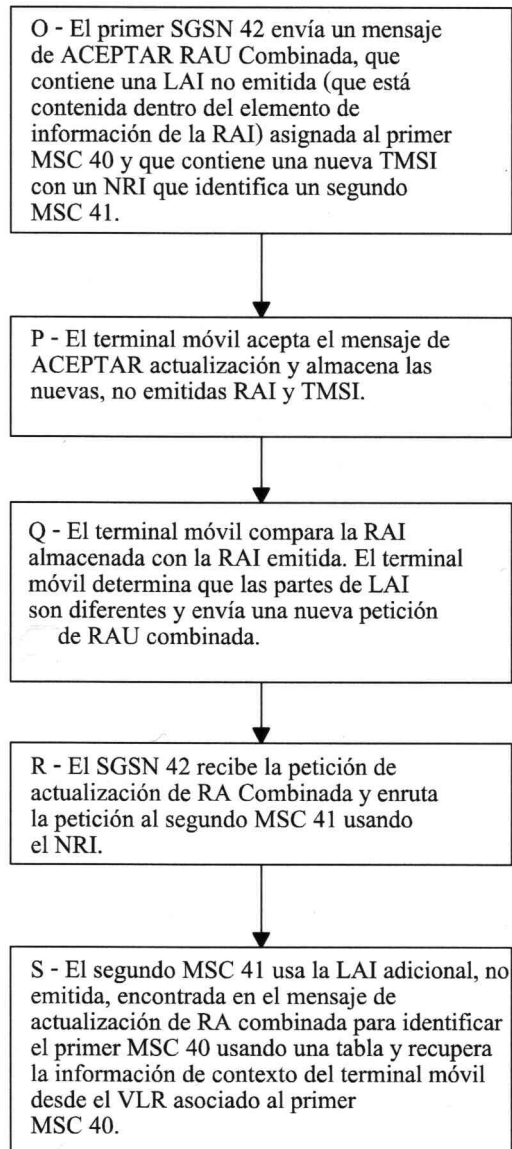 O - El primer SGSN 42 envía un mensaje
de ACEPTAR RAU Combinada, que
contiene una LAI no emitida (que está
contenida dentro del elemento de
información de la RAI) asignada al primer
MSC 40 y que contiene una nueva TMSI
con un NRI que identifica un segundo
MSC 41.
P - El terminal móvil acepta el mensaje de
ACEPTAR actualización y almacena las
nuevas, no emitidas RAI y TMSI.
Q - El terminal móvil compara la RAI
almacenada con la RAI emitida. El terminal
móvil determina que las partes de LAI
son diferentes y envía una nueva petición
de RAU combinada.
R - El SGSN 42 recibe la petición de
actualización de RA Combinada y enruta
la petición al segundo MSC 41 usando
el NRI.
S - El segundo MSC 41 usa la LAI adicional, no
emitida, encontrada en el mensaje de
actualización de RA combinada para identificar
el primer MSC 40 usando una tabla y recupera
la información de contexto del terminal móvil
desde el VLR asociado al primer
MSC 40.